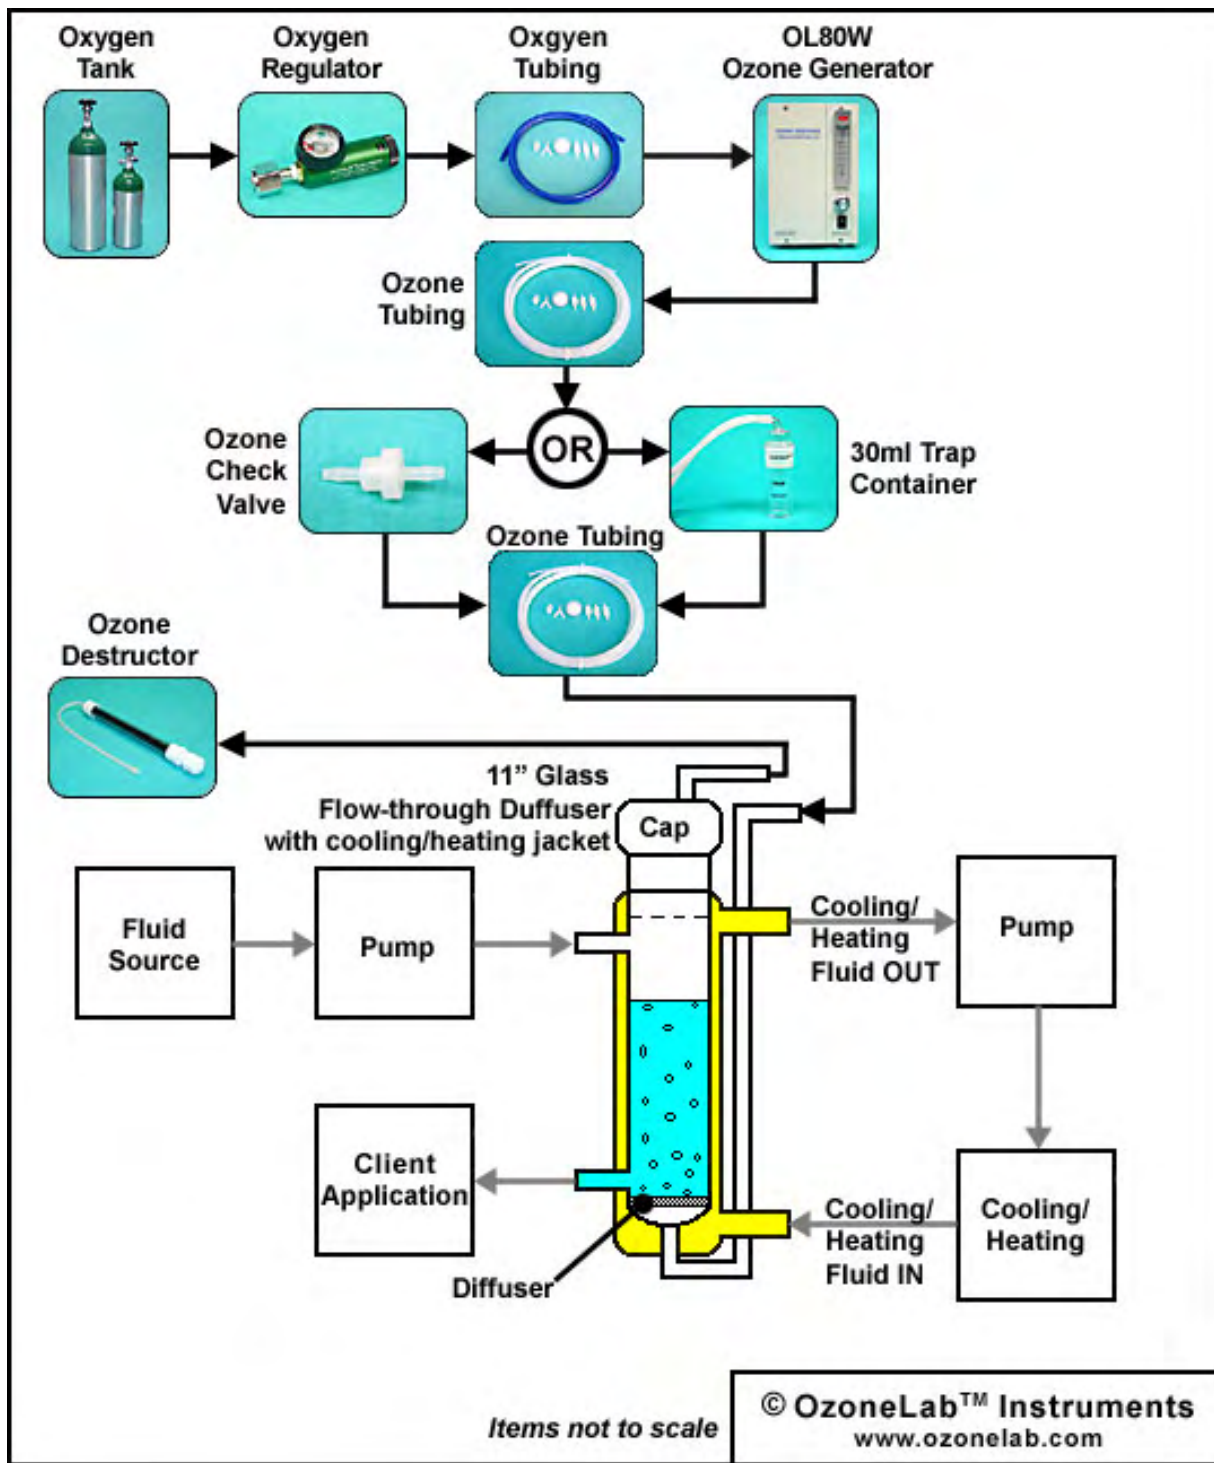 Oxygen
Tank
Oxygen
Regulator
Oxgyen
Tubing
OL80W
Ozone Generator
Ozone
Tubing
OR
Ozone
Check
Valve
30ml Trap
Container
Ozone Tubing
Ozone
Destructor
11” Glass
Flow-through Duffuser
with cooling/heating jacket
Cap
Fluid
Source
Pump
Cooling/
Heating
Fluid OUT
Pump
Client
Application
Cooling/
Heating
Fluid IN
Cooling/
Heating
Diffuser
Items not to scale
© OzoneLab™ Instruments
www.ozonelab.com